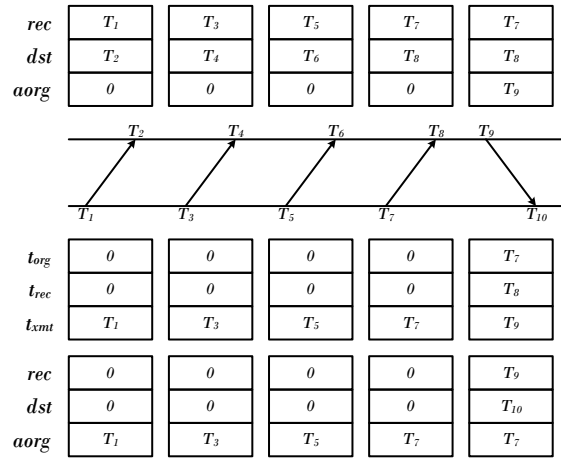 rec T₁ T₃ T₅ T₇ T₇
dst T₂ T₄ T₆ T₈ T₈
aorg 0 0 0 0 T₉
T₂ T₄ T₆ T₈ T₉
T₁ T₃ T₅ T₇ T₁₀
t_org 0 0 0 0 T₇
t_rec 0 0 0 0 T₈
t_xmt T₁ T₃ T₅ T₇ T₉
rec 0 0 0 0 T₉
dst 0 0 0 0 T₁₀
aorg T₁ T₃ T₅ T₇ T₇